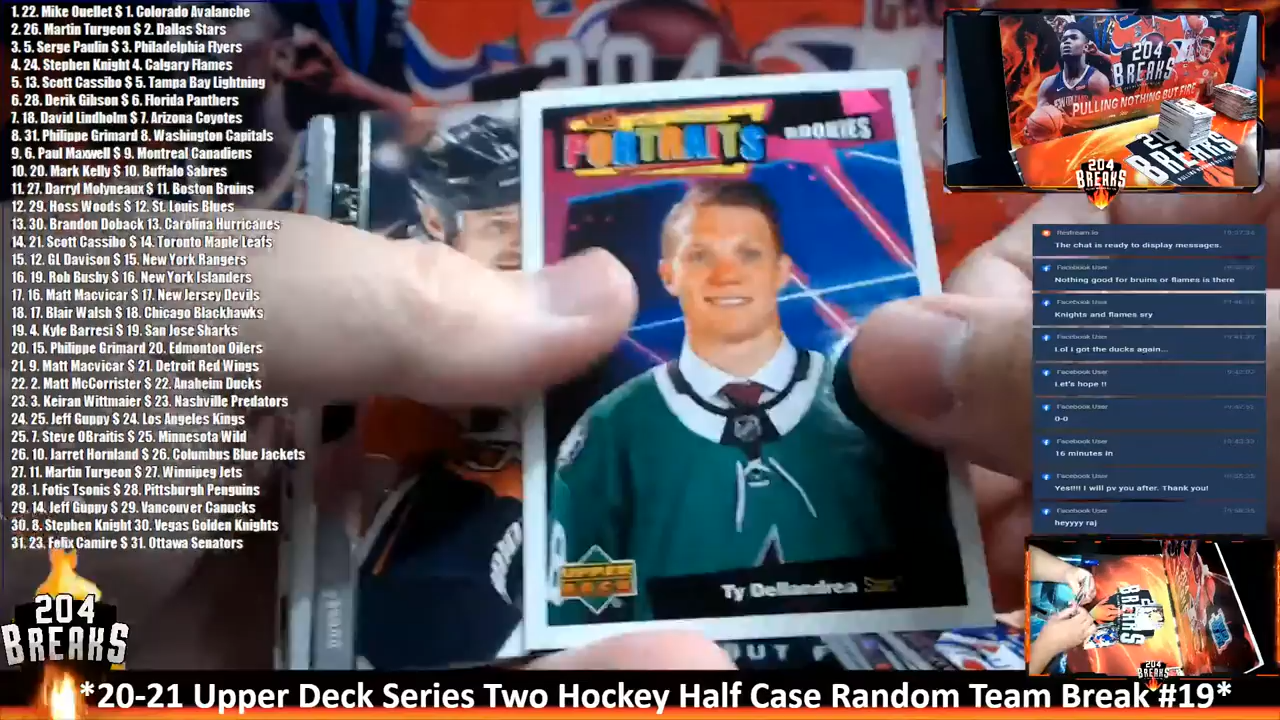 1. 22. Mike Ouellet $ 1. Colorado Avalanche
2. 26. Martin Turgeon $ 2. Dallas Stars
3. 5. Serge Paulin $ 3. Philadelphia Flyers
4. 24. Stephen Knight 4. Calgary Flames
5. 13. Scott Cassibo $ 5. Tampa Bay Lightning
6. 28. Derik Gibson $ 6. Florida Panthers
7. 18. David Lindholm $ 7. Arizona Coyotes
8. 31. Philippe Grimard 8. Washington Capitals
9. 6. Paul Maxwell $ 9. Montreal Canadiens
10. 20. Mark Kelly $ 10. Buffalo Sabres
11. 27. Darryl Molyneaux $ 11. Boston Bruins
12. 29. Hoss Woods $ 12. St. Louis Blues
13. 30. Brandon Doback 13. Carolina Hurricanes
14. 21. Scott Cassibo $ 14. Toronto Maple Leafs
15. 12. GL Davison $ 15. New York Rangers
16. 19. Rob Busby $ 16. New York Islanders
17. 16. Matt Macvicar $ 17. New Jersey Devils
18. 17. Blair Walsh $ 18. Chicago Blackhawks
19. 4. Kyle Barresi $ 19. San Jose Sharks
20. 15. Philippe Grimard 20. Edmonton Oilers
21. 9. Matt Macvicar $ 21. Detroit Red Wings
22. 2. Matt McCorrister $ 22. Anaheim Ducks
23. 3. Keiran Wittmaier $ 23. Nashville Predators
24. 25. Jeff Guppy $ 24. Los Angeles Kings
25. 7. Steve OBraitis $ 25. Minnesota Wild
26. 10. Jarret Hornland $ 26. Columbus Blue Jackets
27. 11. Martin Turgeon $ 27. Winnipeg Jets
28. 1. Fotis Tsonis $ 28. Pittsburgh Penguins
29. 14. Jeff Guppy $ 29. Vancouver Canucks
30. 8. Stephen Knight 30. Vegas Golden Knights
31. 23. Felix Camire $ 31. Ottawa Senators
204
BREAKS
204
PORTRAITS
ROOKIES
UPPER
DECK
Ty Dellandrea
204
BREAKS
PULLING NOTHING BUT FIRE
204
BREAKS
Restream.io
The chat is ready to display messages.
Facebook User
Nothing good for bruins or flames is there
Facebook User
Knights and flames sry
Facebook User
Lol i got the ducks again...
Facebook User
Let's hope !!
Facebook User
0-0
Facebook User
16 minutes in
Facebook User
Yes!!!! I will pv you after. Thank you!
Facebook User
heyyyy raj
BREAKS
204
BREAKS
*20-21 Upper Deck Series Two Hockey Half Case Random Team Break #19*